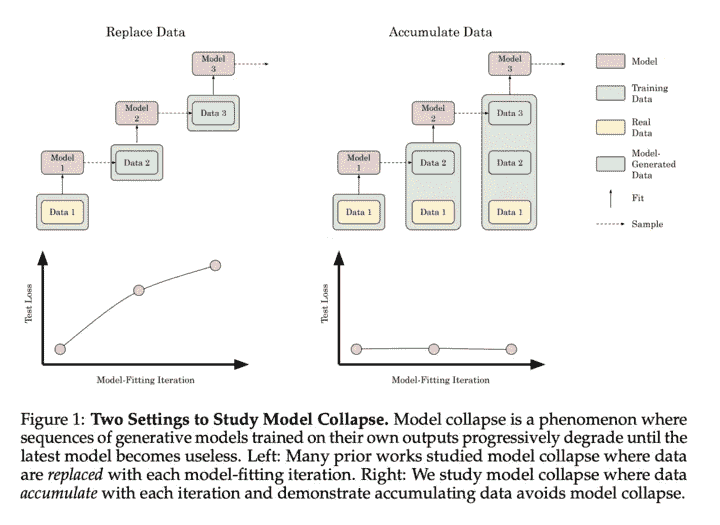 Replace Data
Model
3
Model
2
Data 3
Model
1
Data 2
Data 1
Test Loss
Model-Fitting Iteration
Accumulate Data
Model
3
Model
2
Data 3
Model
1
Data 2
Data 2
Data 1
Data 1
Data 1
Test Loss
Model-Fitting Iteration
Model
Training
Data
Real
Data
Model-
Generated
Data
Fit
Sample
Figure 1: Two Settings to Study Model Collapse. Model collapse is a phenomenon where
sequences of generative models trained on their own outputs progressively degrade until the
latest model becomes useless. Left: Many prior works studied model collapse where data
are replaced with each model-fitting iteration. Right: We study model collapse where data
accumulate with each iteration and demonstrate accumulating data avoids model collapse.